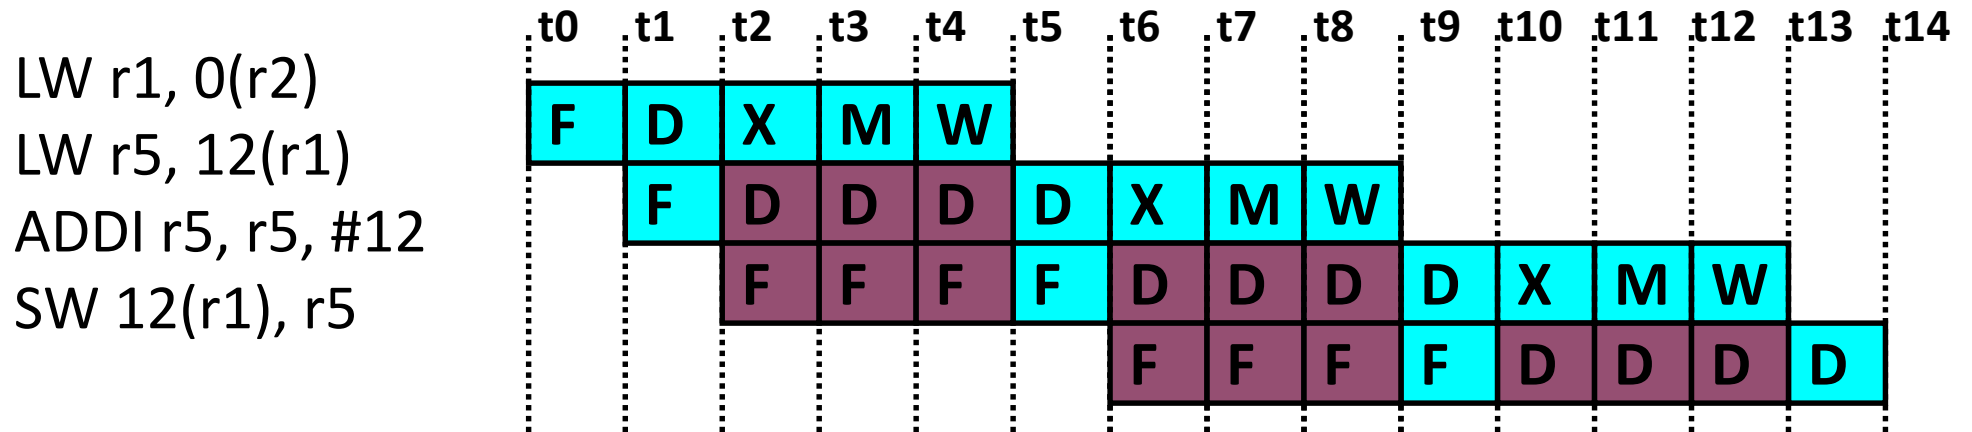 t0 t1 t2 t3 t4 t5 t6 t7 t8 t9 t10 t11 t12 t13 t14
LW r1, 0(r2)
LW r5, 12(r1)
ADDI r5, r5, #12
SW 12(r1), r5
F D X M W
F D D D D X M W
F F F F D D D D X M W
F F F F D D D D